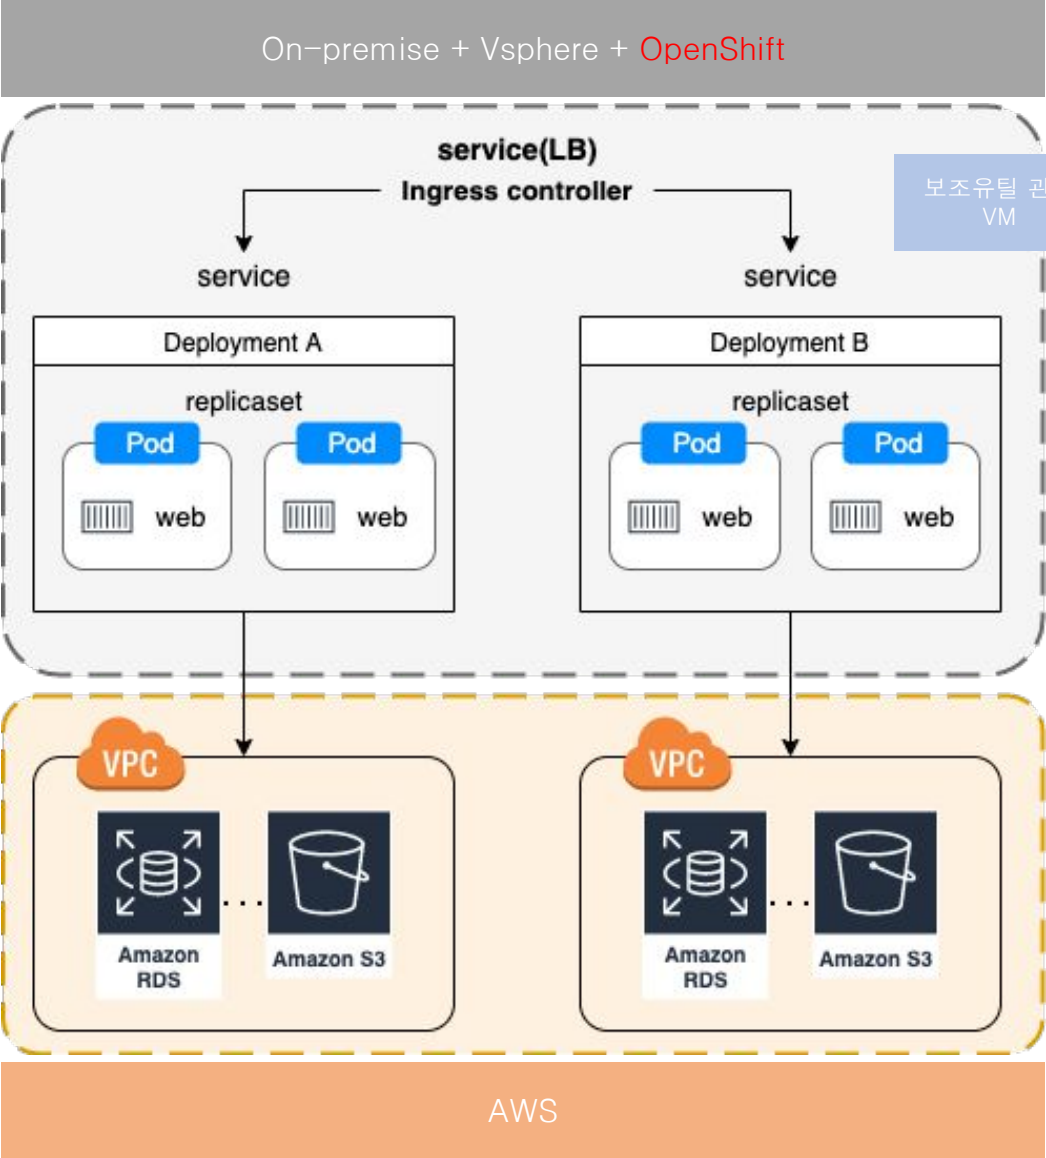 On-premise + Vsphere + OpenShift
service(LB)
Ingress controller
보조유틸 관
VM
service
service
Deployment A
Deployment B
replicaset
replicaset
Pod
Pod
Pod
Pod
web
web
web
web
VPC
VPC
. . .
. . .
Amazon
RDS
Amazon S3
Amazon
RDS
Amazon S3
AWS